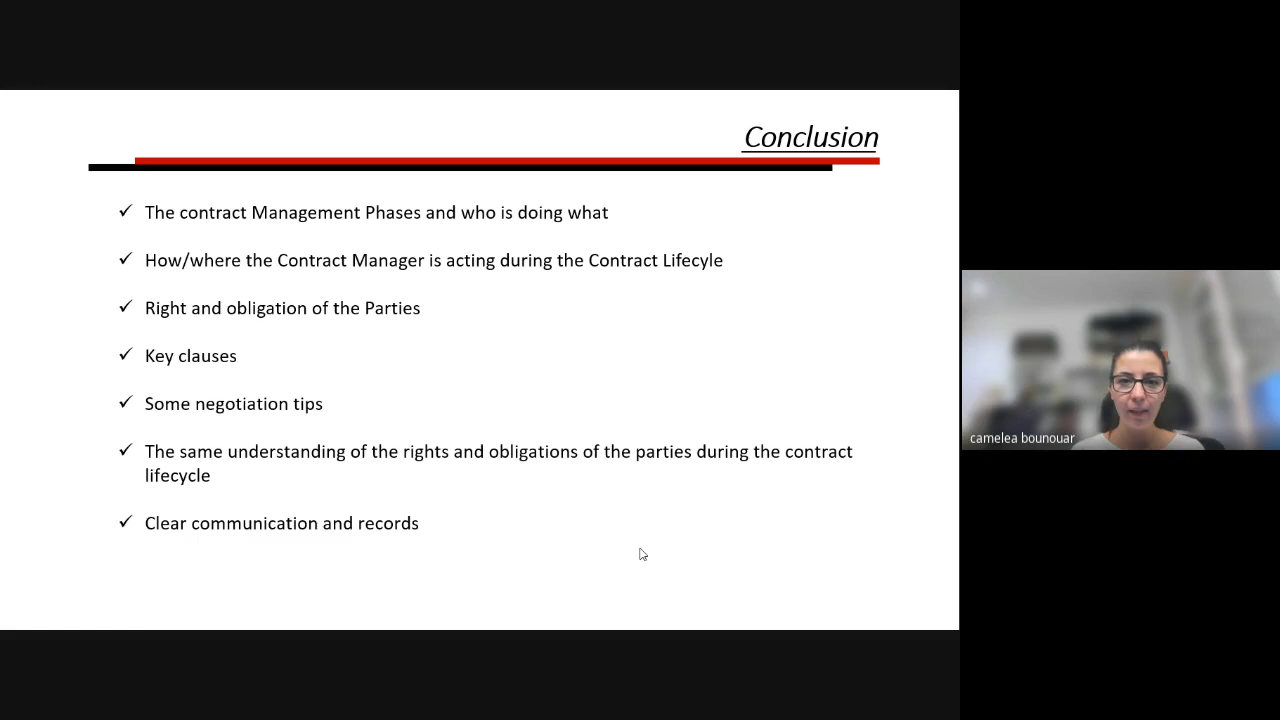 Conclusion
✓ The contract Management Phases and who is doing what
✓ How/where the Contract Manager is acting during the Contract Lifecyle
✓ Right and obligation of the Parties
✓ Key clauses
✓ Some negotiation tips
✓ The same understanding of the rights and obligations of the parties during the contract
lifecycle
✓ Clear communication and records
camelea bounouar